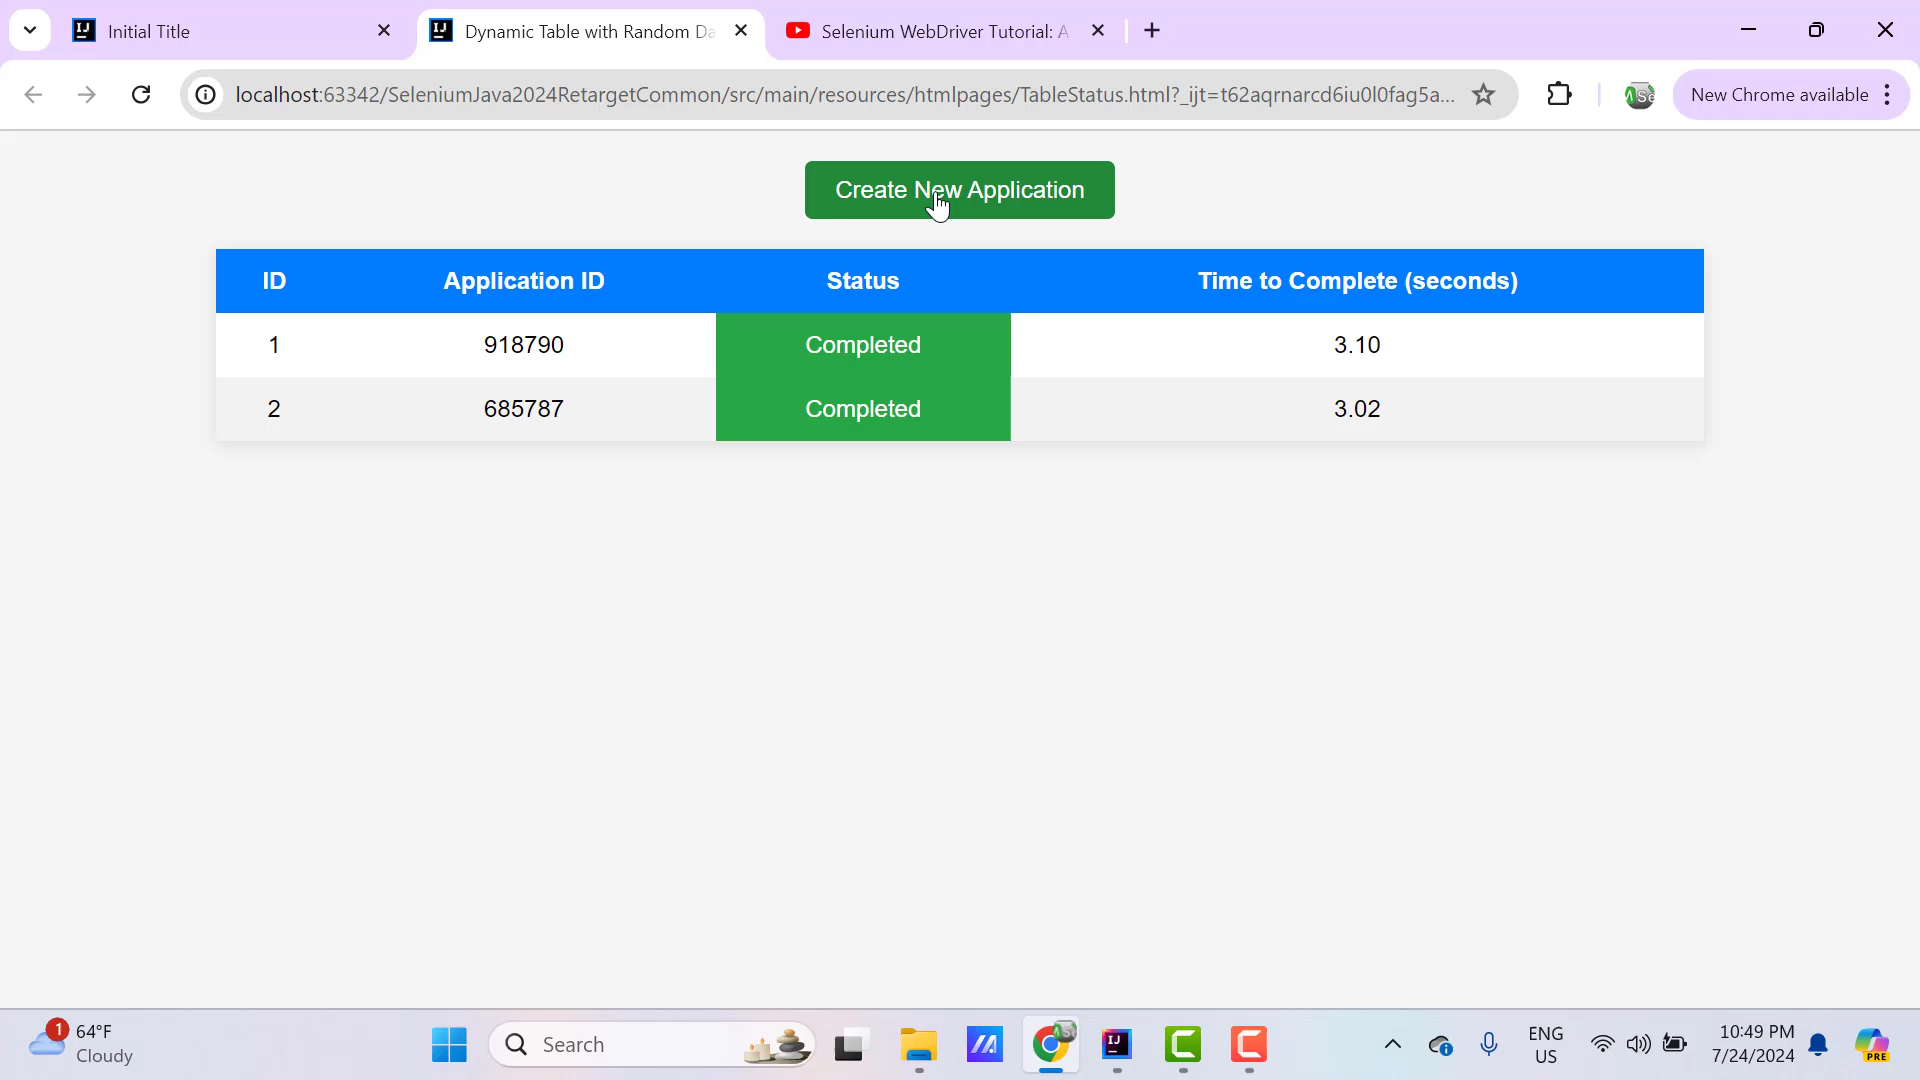 Initial Title
Dynamic Table with Random Da
Selenium WebDriver Tutorial: A
localhost:63342/SeleniumJava2024RetargetCommon/src/main/resources/htmlpages/TableStatus.html?_ijt=t62aqrnarcd6iu0l0fag5a...
New Chrome available
Create New Application
ID Application ID Status Time to Complete (seconds)
1 918790 Completed 3.10
2 685787 Completed 3.02
1
64°F
Cloudy
Search
ENG
US
10:49 PM
7/24/2024
PRE